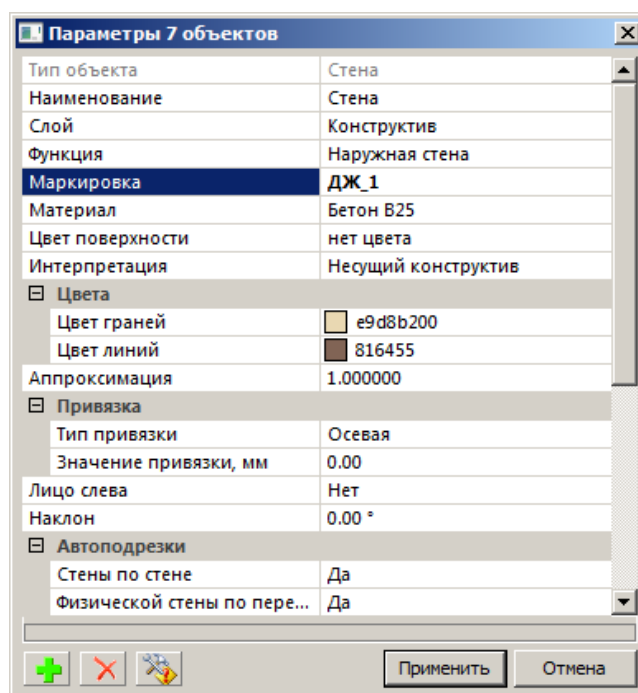 Параметры 7 объектов
Тип объекта Стена
Наименование Стена
Слой Конструктив
Функция Наружная стена
Маркировка ДЖ_1
Материал Бетон B25
Цвет поверхности нет цвета
Интерпретация Несущий конструктив
Цвета
Цвет граней e9d8b200
Цвет линий 816455
Аппроксимация 1.000000
Привязка
Тип привязки Осевая
Значение привязки, мм 0.00
Лицо слева Нет
Наклон 0.00 °
Автоподрезки
Стены по стене Да
Физической стены по пере... Да
Применить Отмена